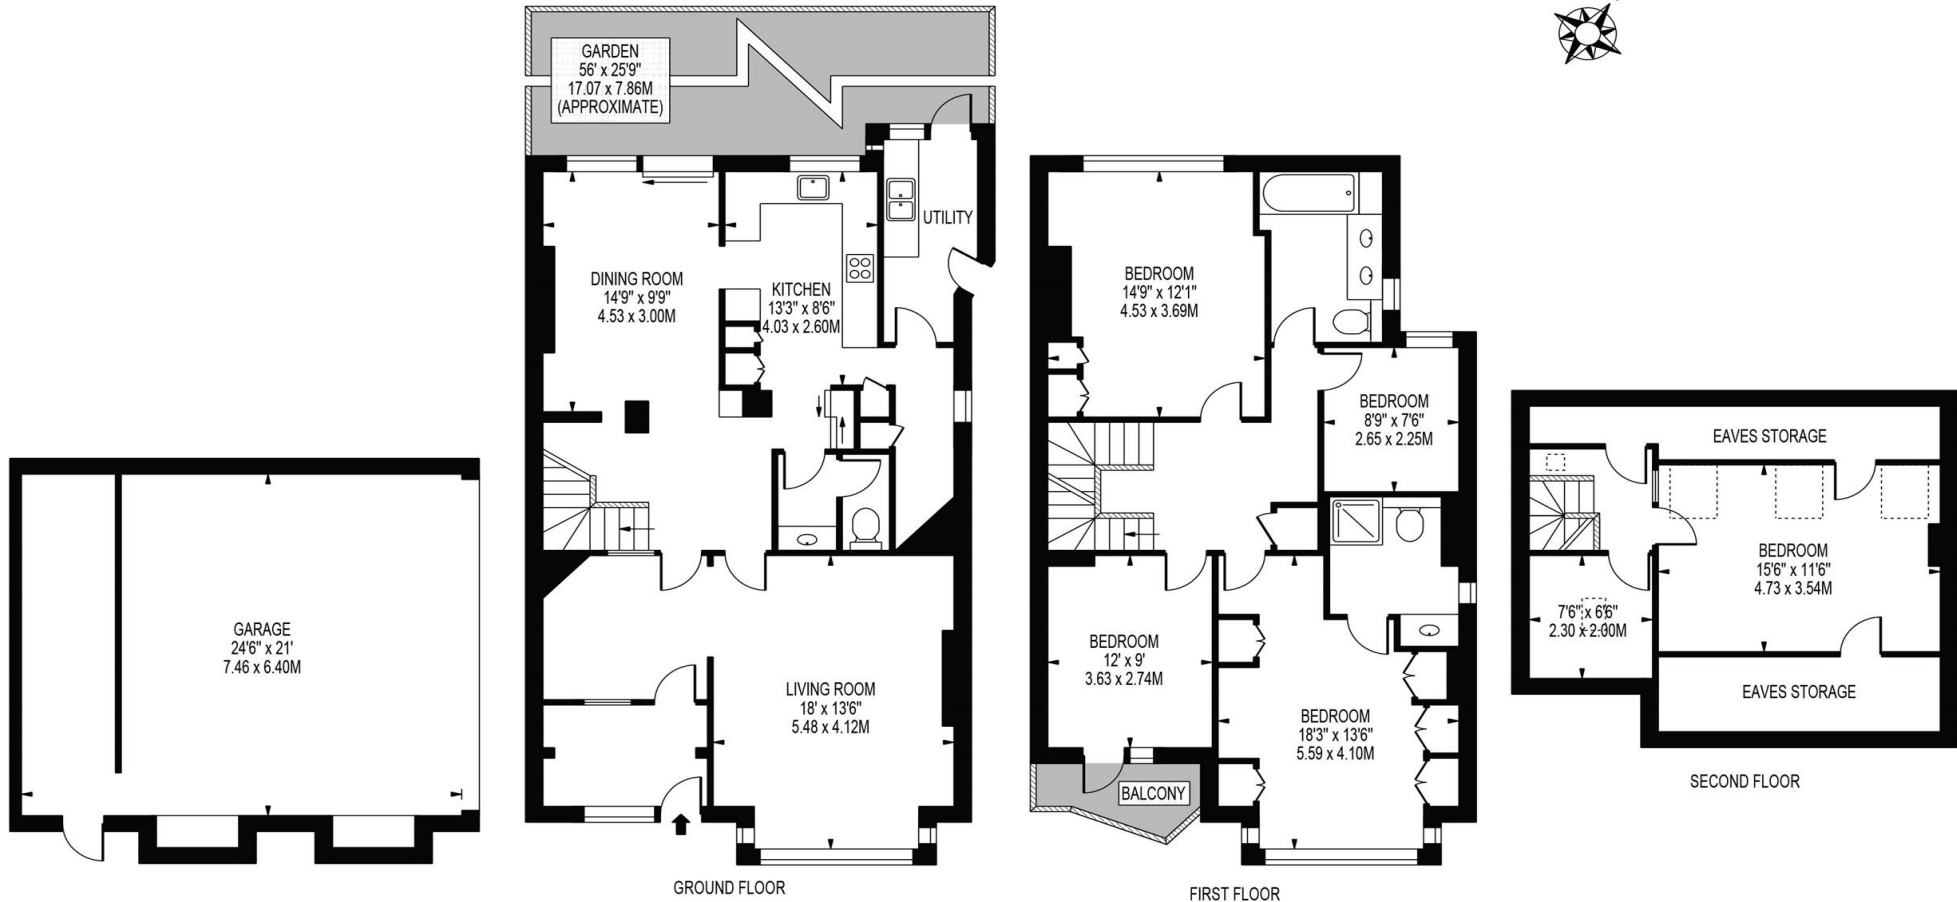 GARDEN
56' x 25'9"
17.07 x 7.86M
(APPROXIMATE)
UTILITY
DINING ROOM
14'9" x 9'9"
4.53 x 3.00M
KITCHEN
13'3" x 8'6"
4.03 x 2.60M
GARAGE
24'6" x 21'
7.46 x 6.40M
LIVING ROOM
18' x 13'6"
5.48 x 4.12M
GROUND FLOOR
BEDROOM
14'9" x 12'1"
4.53 x 3.69M
BEDROOM
8'9" x 7'6"
2.65 x 2.25M
BEDROOM
12' x 9'
3.63 x 2.74M
BEDROOM
18'3" x 13'6"
5.59 x 4.10M
BALCONY
FIRST FLOOR
EAVES STORAGE
BEDROOM
15'6" x 11'6"
4.73 x 3.54M
7'6" x 6'6"
2.30 x 2.00M
EAVES STORAGE
SECOND FLOOR